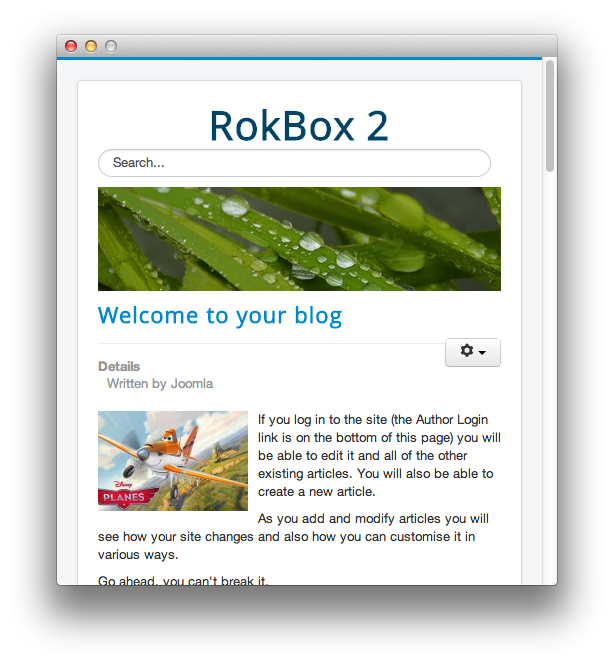 RokBox 2
Search...
Welcome to your blog
Details
Written by Joomla
If you log in to the site (the Author Login
link is on the bottom of this page) you will
be able to edit it and all of the other
existing articles. You will also be able to
create a new article.
Disney
PLANES
As you add and modify articles you will
see how your site changes and also how you can customise it in
various ways.
Go ahead, you can't break it.